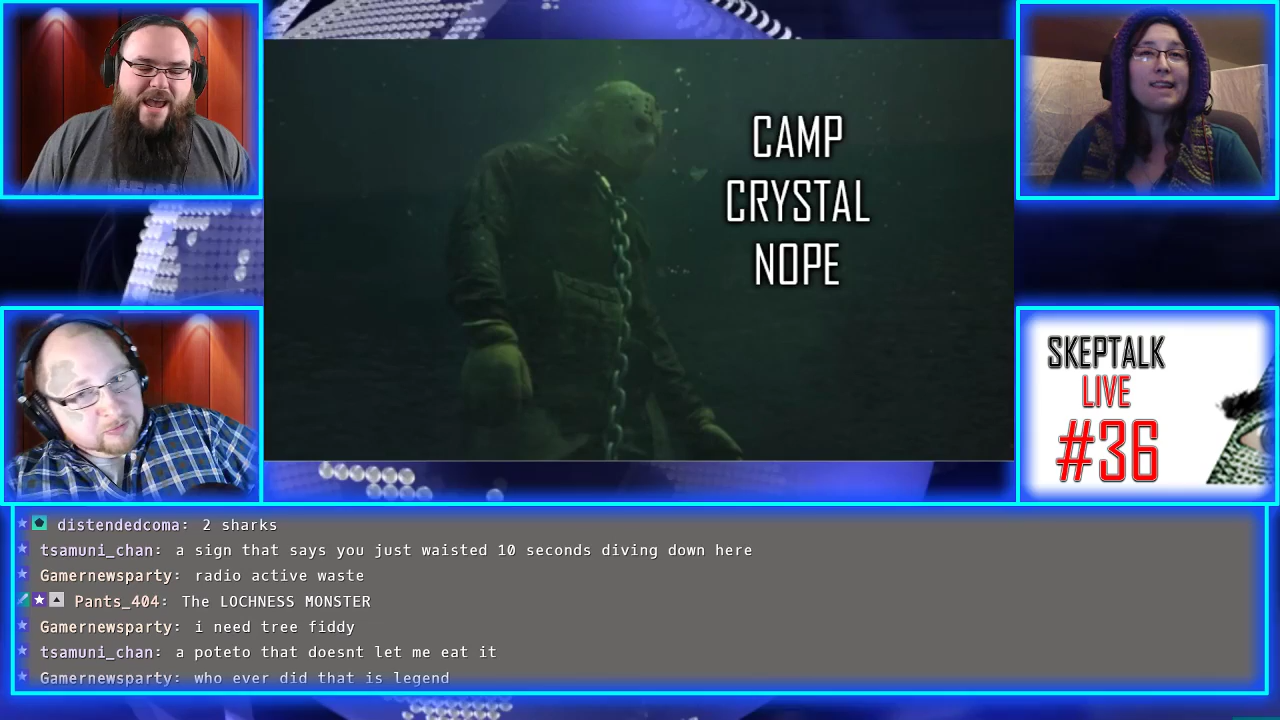 CAMP
CRYSTAL
NOPE
SKEPTALK
LIVE
#36
distendedcoma: 2 sharks
tsamuni_chan: a sign that says you just waisted 10 seconds diving down here
Gamernewsparty: radio active waste
Pants_404: The LOCHNESS MONSTER
Gamernewsparty: i need tree fiddy
tsamuni_chan: a poteto that doesnt let me eat it
Gamernewsparty: who ever did that is legend